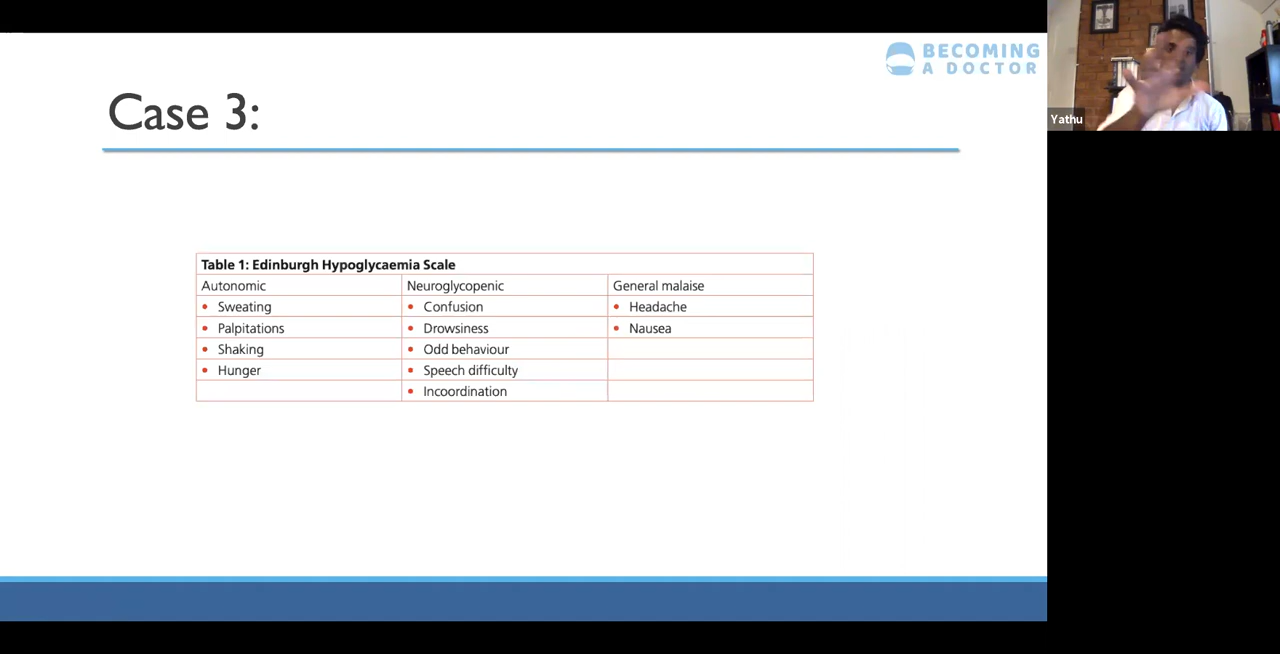 BECOMING
A DOCTOR
Yathu
Case 3:
Table 1: Edinburgh Hypoglycaemia Scale
Autonomic Neuroglycopenic General malaise
• Sweating • Confusion • Headache
• Palpitations • Drowsiness • Nausea
• Shaking • Odd behaviour
• Hunger • Speech difficulty
• Incoordination